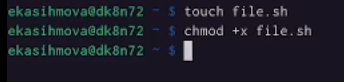 ekasihmova@dk8n72 ~ $ touch file.sh
ekasihmova@dk8n72 ~ $ chmod +x file.sh
ekasihmova@dk8n72 ~ $